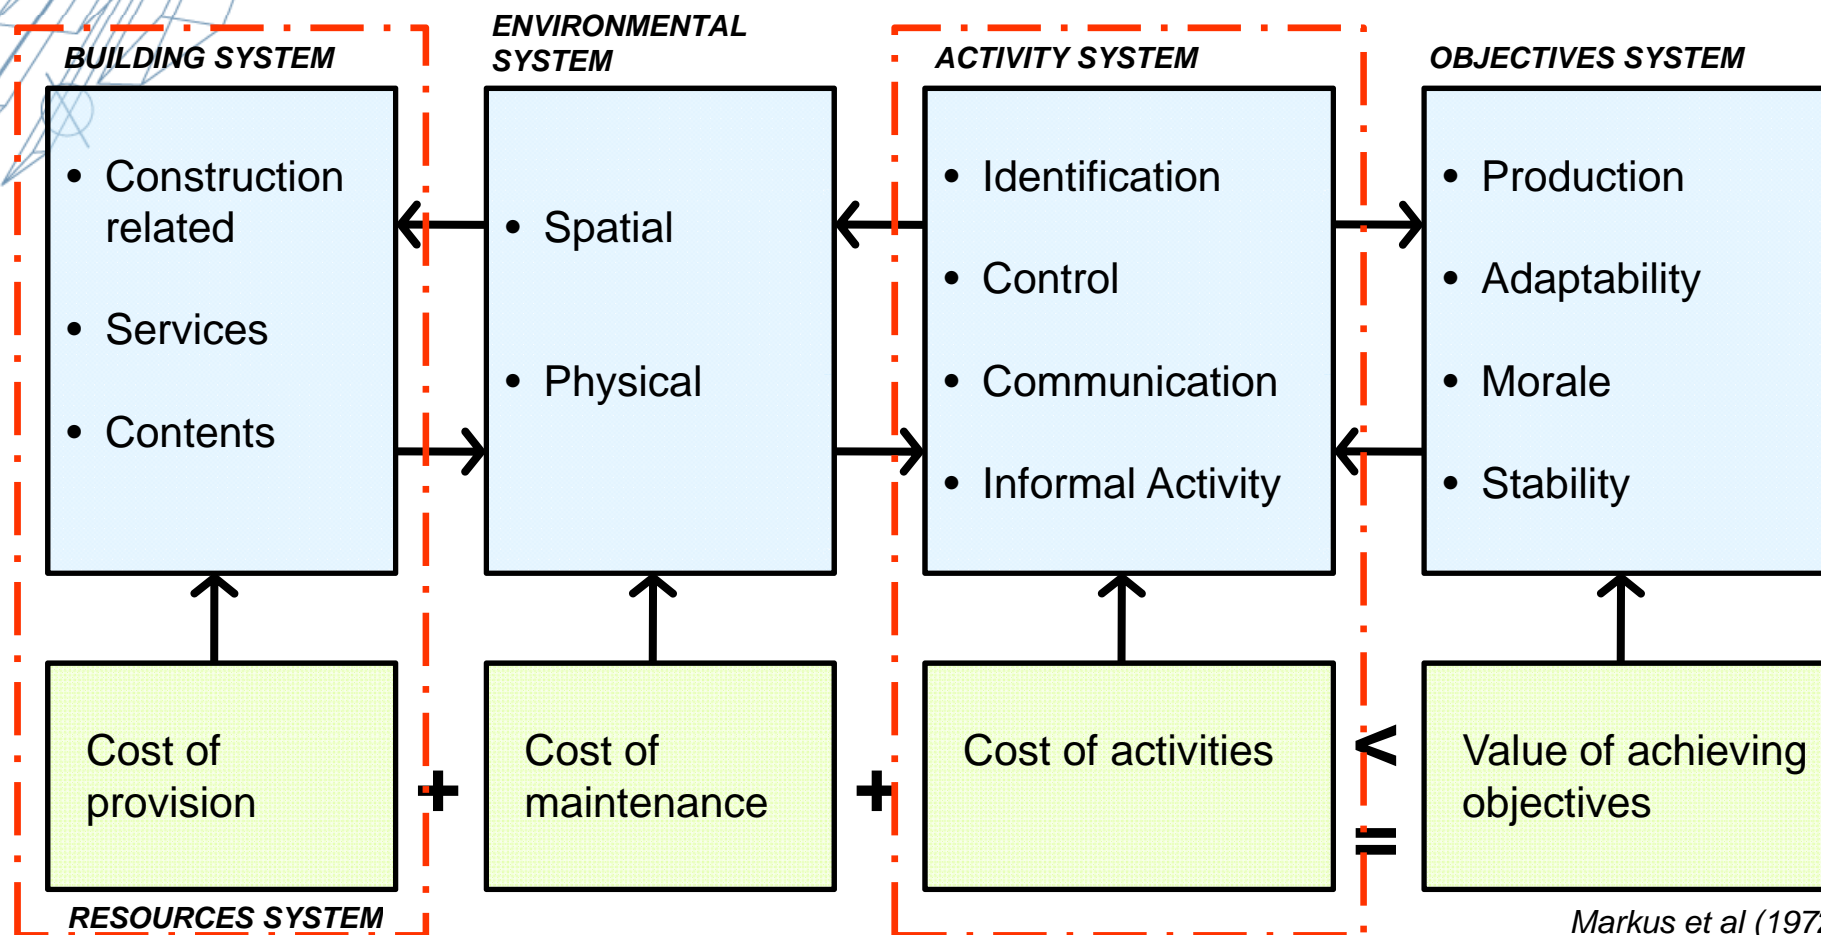 BUILDING SYSTEM
ENVIRONMENTAL
SYSTEM
ACTIVITY SYSTEM
OBJECTIVES SYSTEM
• Construction
related
• Services
• Contents
• Spatial
• Physical
• Identification
• Control
• Communication
• Informal Activity
• Production
• Adaptability
• Morale
• Stability
Cost of
provision
+
Cost of
maintenance
+
Cost of activities
<
=
Value of achieving
objectives
RESOURCES SYSTEM
Markus et al (1972